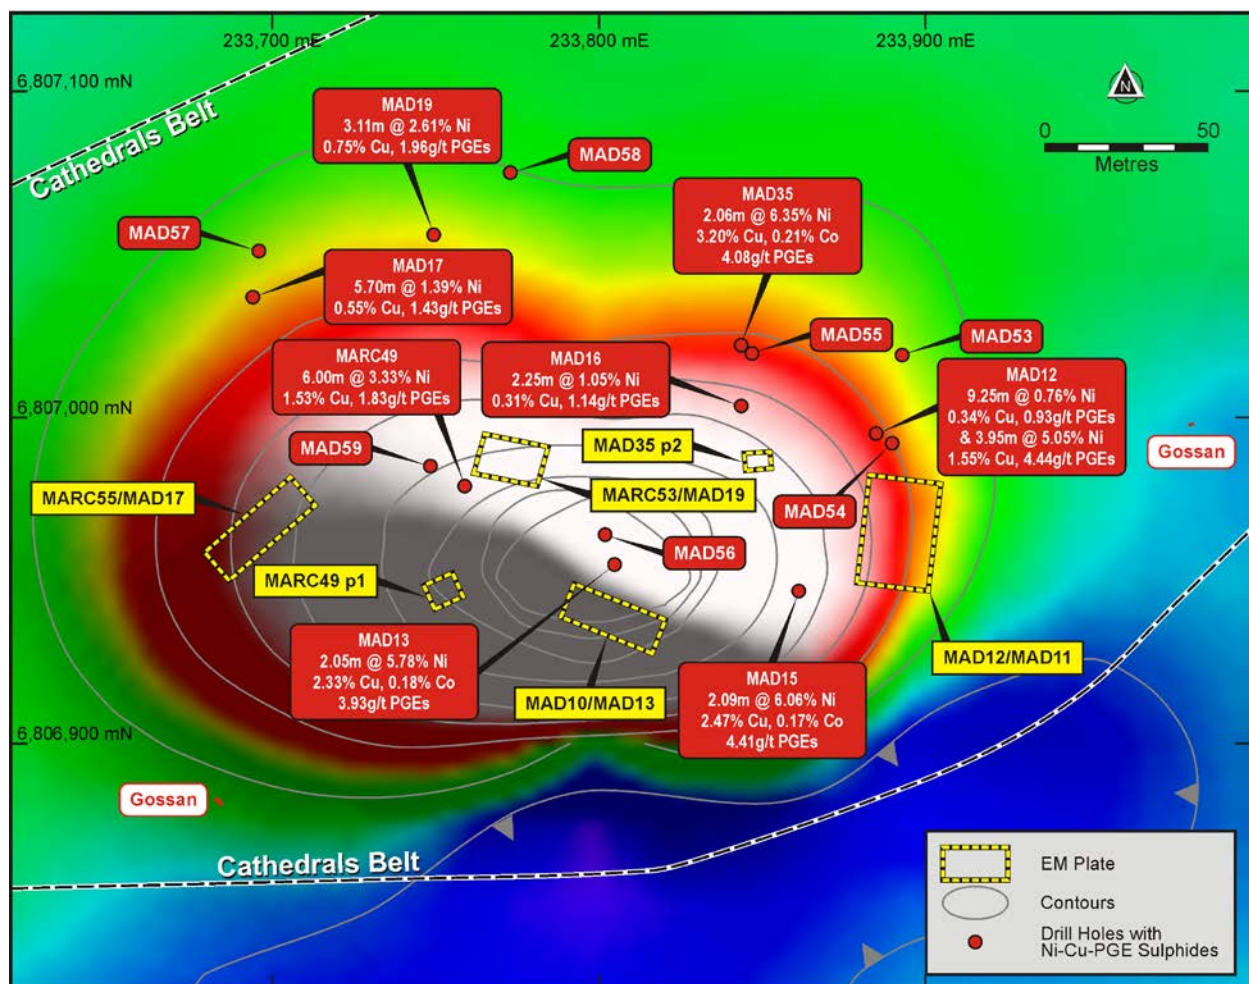 233,700 mE
233,800 mE
233,900 mE
6,807,100 mN
N
0
50
Metres
Cathedrals Belt
MAD19
3.11m @ 2.61% Ni
0.75% Cu, 1.96g/t PGEs
MAD58
MAD35
2.06m @ 6.35% Ni
3.20% Cu, 0.21% Co
4.08g/t PGEs
MAD57
MAD17
5.70m @ 1.39% Ni
0.55% Cu, 1.43g/t PGEs
MAD55
MAD53
MARC49
6.00m @ 3.33% Ni
1.53% Cu, 1.83g/t PGEs
MAD16
2.25m @ 1.05% Ni
0.31% Cu, 1.14g/t PGEs
MAD12
9.25m @ 0.76% Ni
0.34% Cu, 0.93g/t PGEs
& 3.95m @ 5.05% Ni
1.55% Cu, 4.44g/t PGEs
6,807,000 mN
MAD59
MAD35 p2
Gossan
MARC55/MAD17
MARC53/MAD19
MAD54
MAD56
MARC49 p1
MAD13
2.05m @ 5.78% Ni
2.33% Cu, 0.18% Co
3.93g/t PGEs
MAD10/MAD13
MAD15
2.09m @ 6.06% Ni
2.47% Cu, 0.17% Co
4.41g/t PGEs
MAD12/MAD11
6,806,900 mN
Gossan
Cathedrals Belt
EM Plate
Contours
Drill Holes with
Ni-Cu-PGE Sulphides